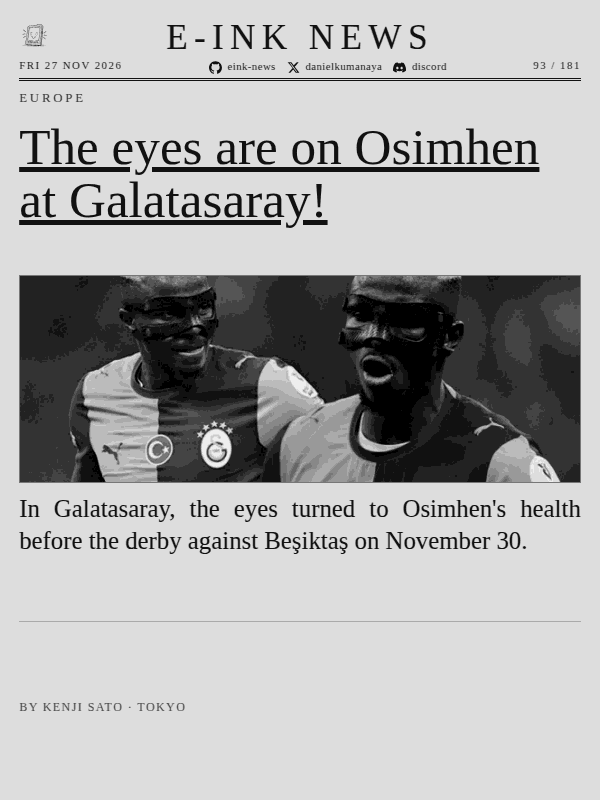 E-INK NEWS
FRI 27 NOV 2026
eink-news
danielkumanaya
discord
93 / 181
EUROPE
The eyes are on Osimhen
at Galatasaray!
In Galatasaray, the eyes turned to Osimhen's health
before the derby against Beşiktaş on November 30.
BY KENJI SATO · TOKYO